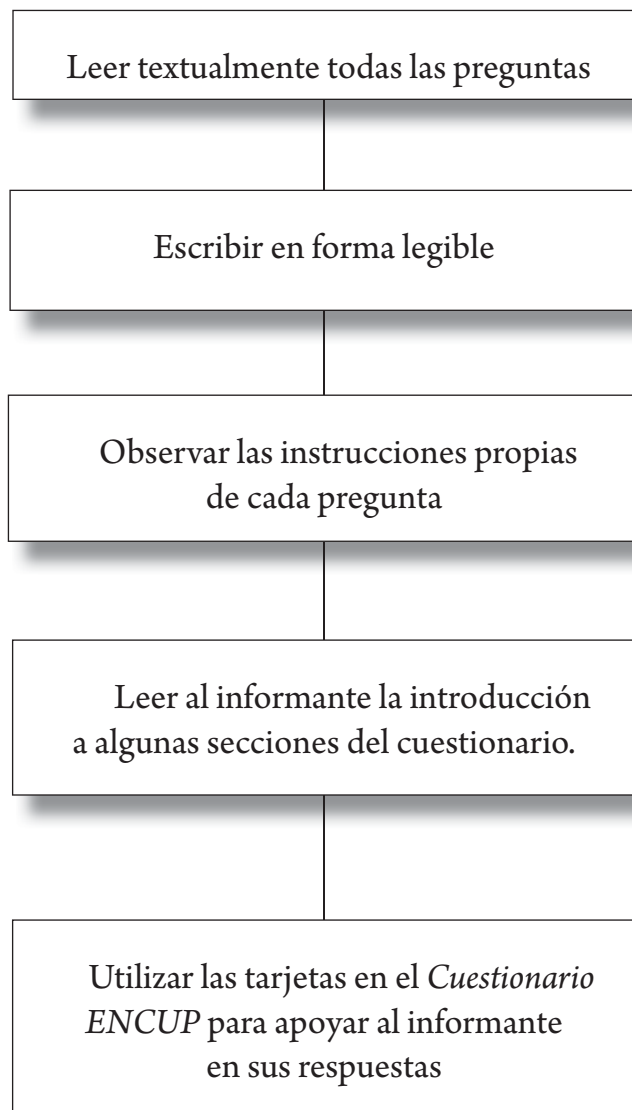 Leer textualmente todas las preguntas
Escribir en forma legible
Observar las instrucciones propias
de cada pregunta
Leer al informante la introducción
a algunas secciones del cuestionario.
Utilizar las tarjetas en el Cuestionario
ENCUP para apoyar al informante
en sus respuestas